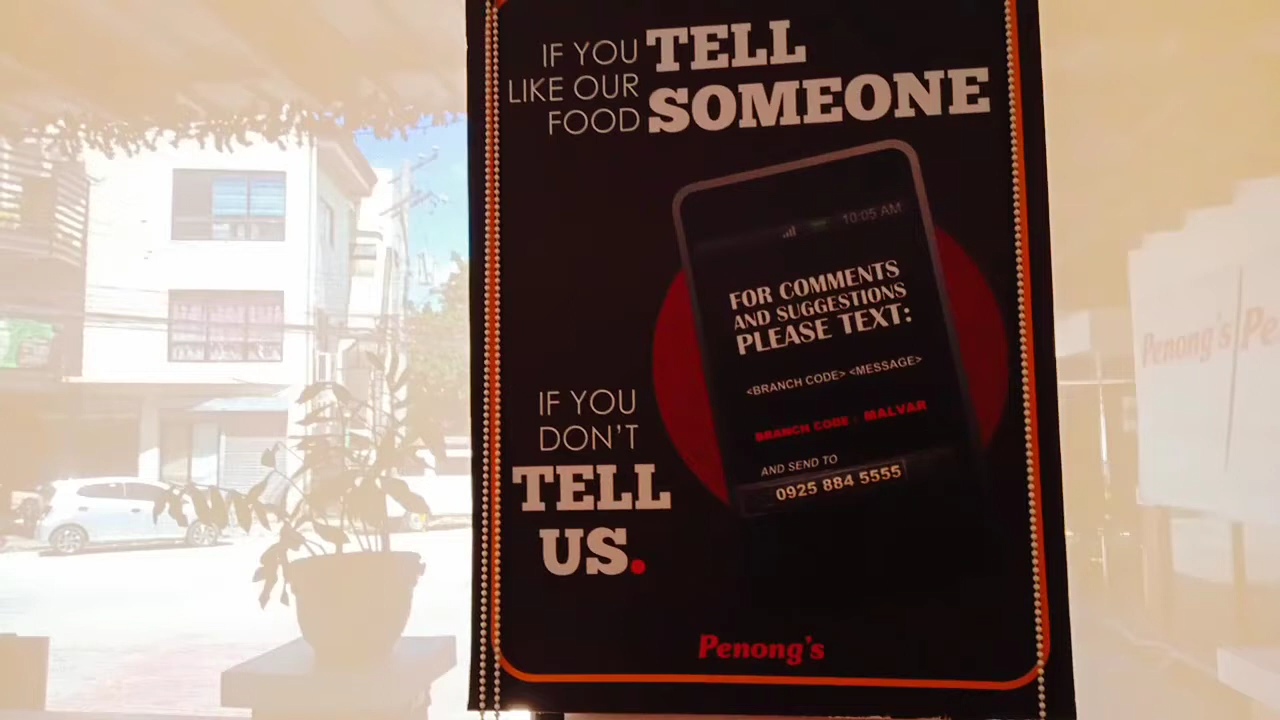 IF YOU
LIKE OUR
FOOD
TELL
SOMEONE
10:05 AM
FOR COMMENTS
AND SUGGESTIONS
PLEASE TEXT:
<BRANCH CODE> <MESSAGE>
BRANCH CODE : MALVAR
AND SEND TO
0925 884 5555
IF YOU
DON'T
TELL
US.
Penong's
Penong's